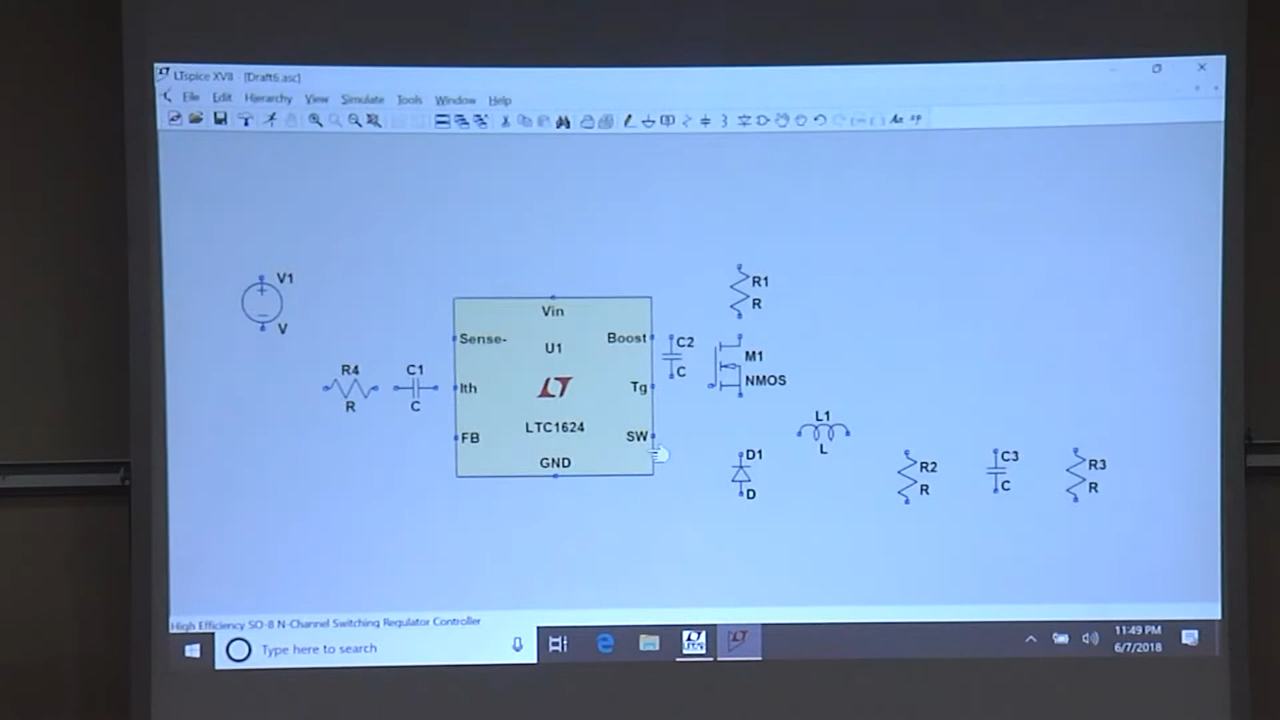 LTspice XVII - [Draft6.asc]
File Edit Hierarchy View Simulate Tools Window Help
V1
V
R4
R
C1
C
Vin
Sense-
Boost
U1
Ith
Tg
LTC1624
FB
SW
GND
C2
C
R1
R
M1
NMOS
L1
L
D1
D
R2
R
C3
C
R3
R
High Efficiency SO-8 N-Channel Switching Regulator Controller
Type here to search
11:49 PM
6/7/2018